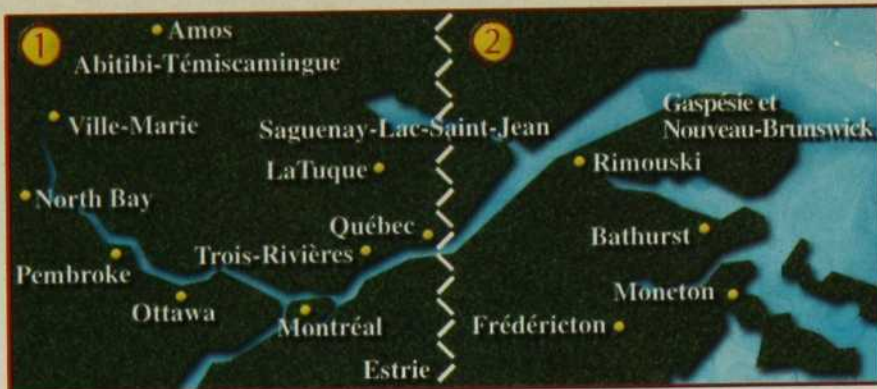 1
Amos
Abitibi-Témiscamingue
Ville-Marie
Saguenay-Lac-Saint-Jean
LaTuque
North Bay
Québec
Trois-Rivières
Pembroke
Ottawa
Montréal
Estrie
2
Gaspésie et
Nouveau-Brunswick
Rimouski
Bathurst
Moncton
Frédéricton